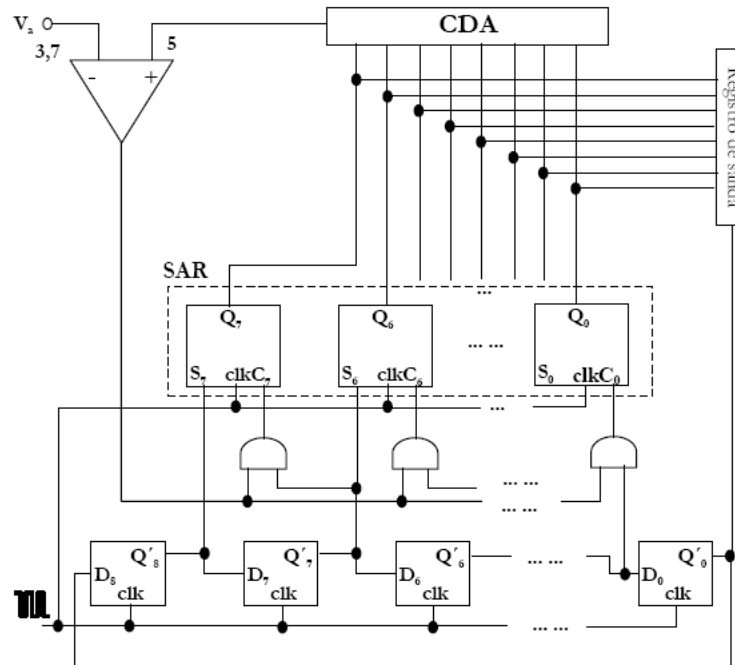 CDA
Vₐ
3,7
5
-
+
Registro de salida
SAR
...
Q₇
Q₆
Q₀
... ...
S₇ clkC₇
S₆ clkC₆
S₀ clkC₀
...
... ...
... ...
Q´₈
Q´₇
Q´₆
... ...
Q´₀
D₈
D₇
D₆
D₀
clk
clk
clk
clk
... ...